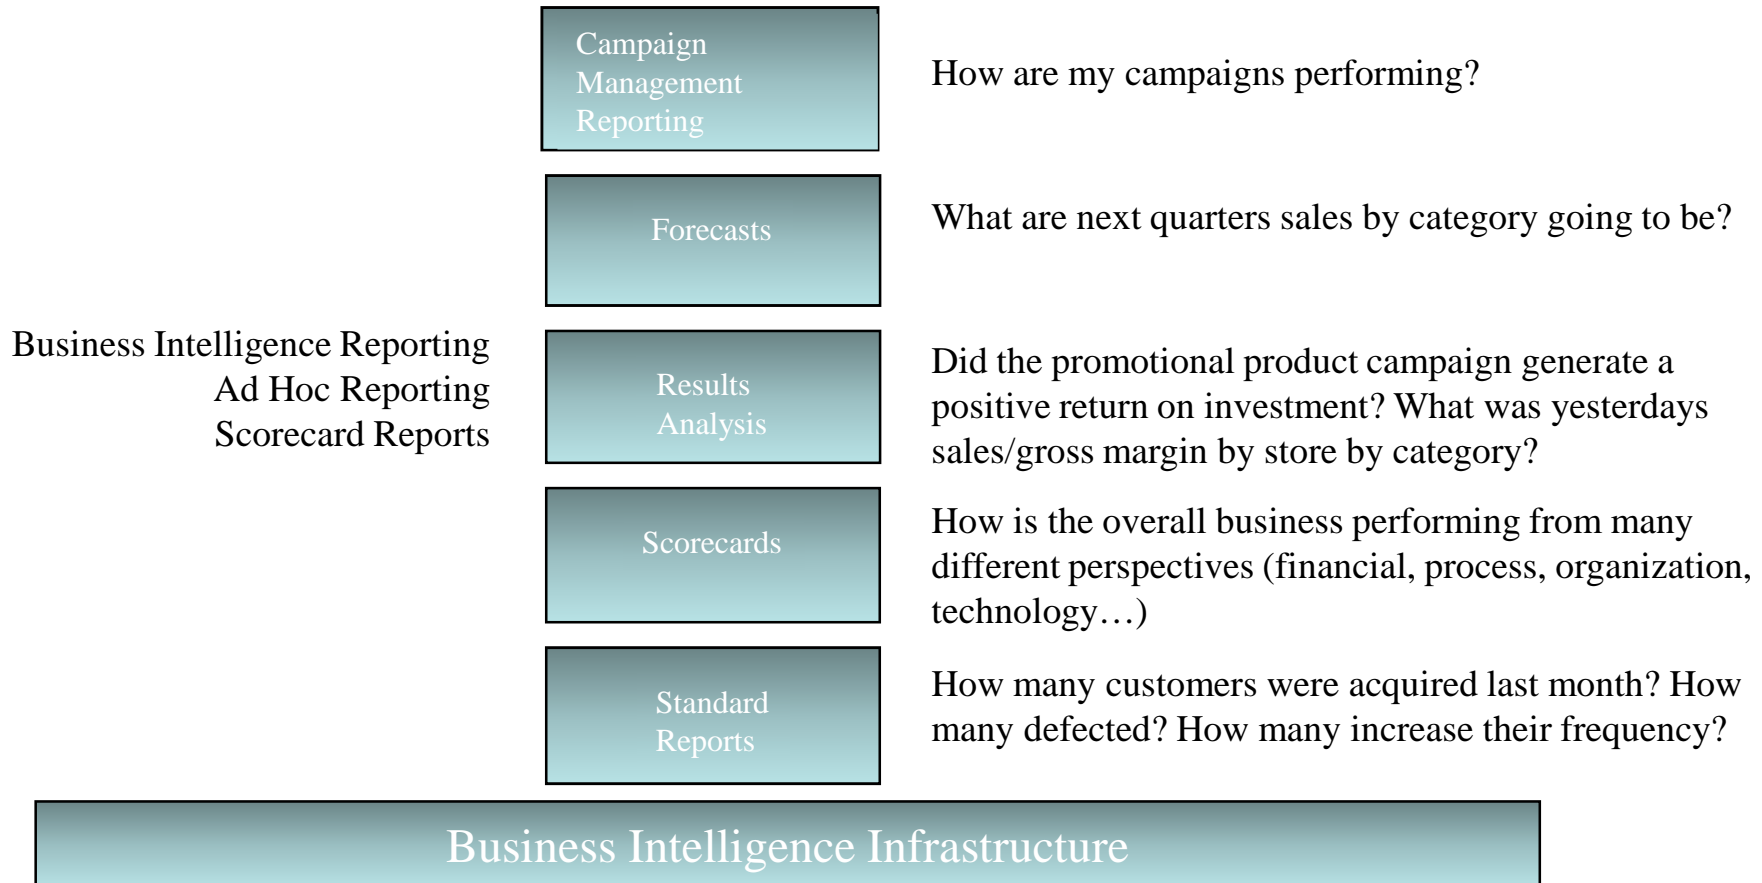 Campaign
Management
Reporting
How are my campaigns performing?
Forecasts
What are next quarters sales by category going to be?
Business Intelligence Reporting
Ad Hoc Reporting
Scorecard Reports
Results
Analysis
Did the promotional product campaign generate a
positive return on investment? What was yesterdays
sales/gross margin by store by category?
Scorecards
How is the overall business performing from many
different perspectives (financial, process, organization,
technology…)
Standard
Reports
How many customers were acquired last month? How
many defected? How many increase their frequency?
Business Intelligence Infrastructure